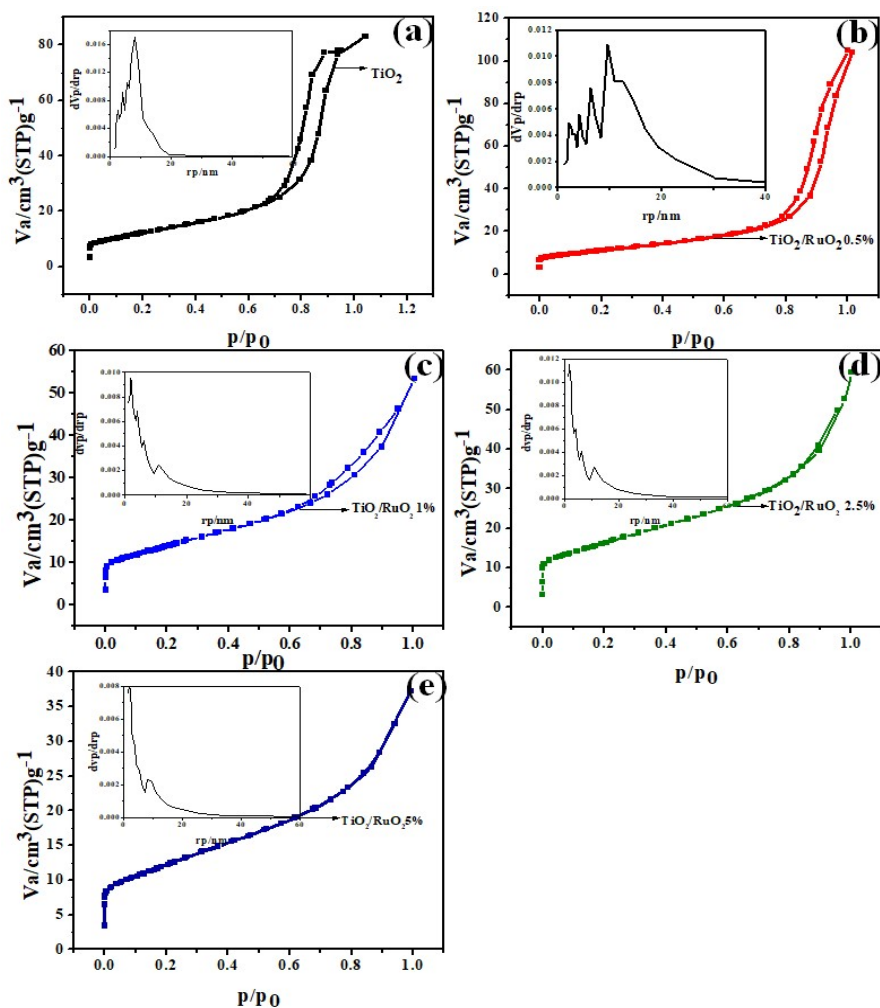 (a)
80
60
40
20
0
Va/cm³(STP)g⁻¹
0.0 0.2 0.4 0.6 0.8 1.0 1.2
p/p₀
TiO₂
0.016
0.012
0.008
0.004
0.000
dVp/drp
0 20 40
rp/nm
(b)
120
100
80
60
40
20
0
Va/cm³(STP)g⁻¹
0.0 0.2 0.4 0.6 0.8 1.0
p/p₀
TiO₂/RuO₂ 0.5%
0.012
0.010
0.008
0.006
0.004
0.002
0.000
dVp/drp
0 20 40
rp/nm
(c)
60
50
40
30
20
10
0
Va/cm³(STP)g⁻¹
0.0 0.2 0.4 0.6 0.8 1.0
p/p₀
TiO₂/RuO₂ 1%
0.010
0.008
0.006
0.004
0.002
0.000
dvp/drp
0 20 40
rp/nm
(d)
60
50
40
30
20
10
0
Va/cm³(STP)g⁻¹
0.0 0.2 0.4 0.6 0.8 1.0
p/p₀
TiO₂/RuO₂ 2.5%
0.012
0.010
0.008
0.006
0.004
0.002
0.000
dvp/drp
0 20 40 60
rp/nm
(e)
40
35
30
25
20
15
10
5
0
Va/cm³(STP)g⁻¹
0.0 0.2 0.4 0.6 0.8 1.0
p/p₀
TiO₂/RuO₂5%
0.008
0.006
0.004
0.002
0.000
dvp/drp
0 20 40 60
rp/nm